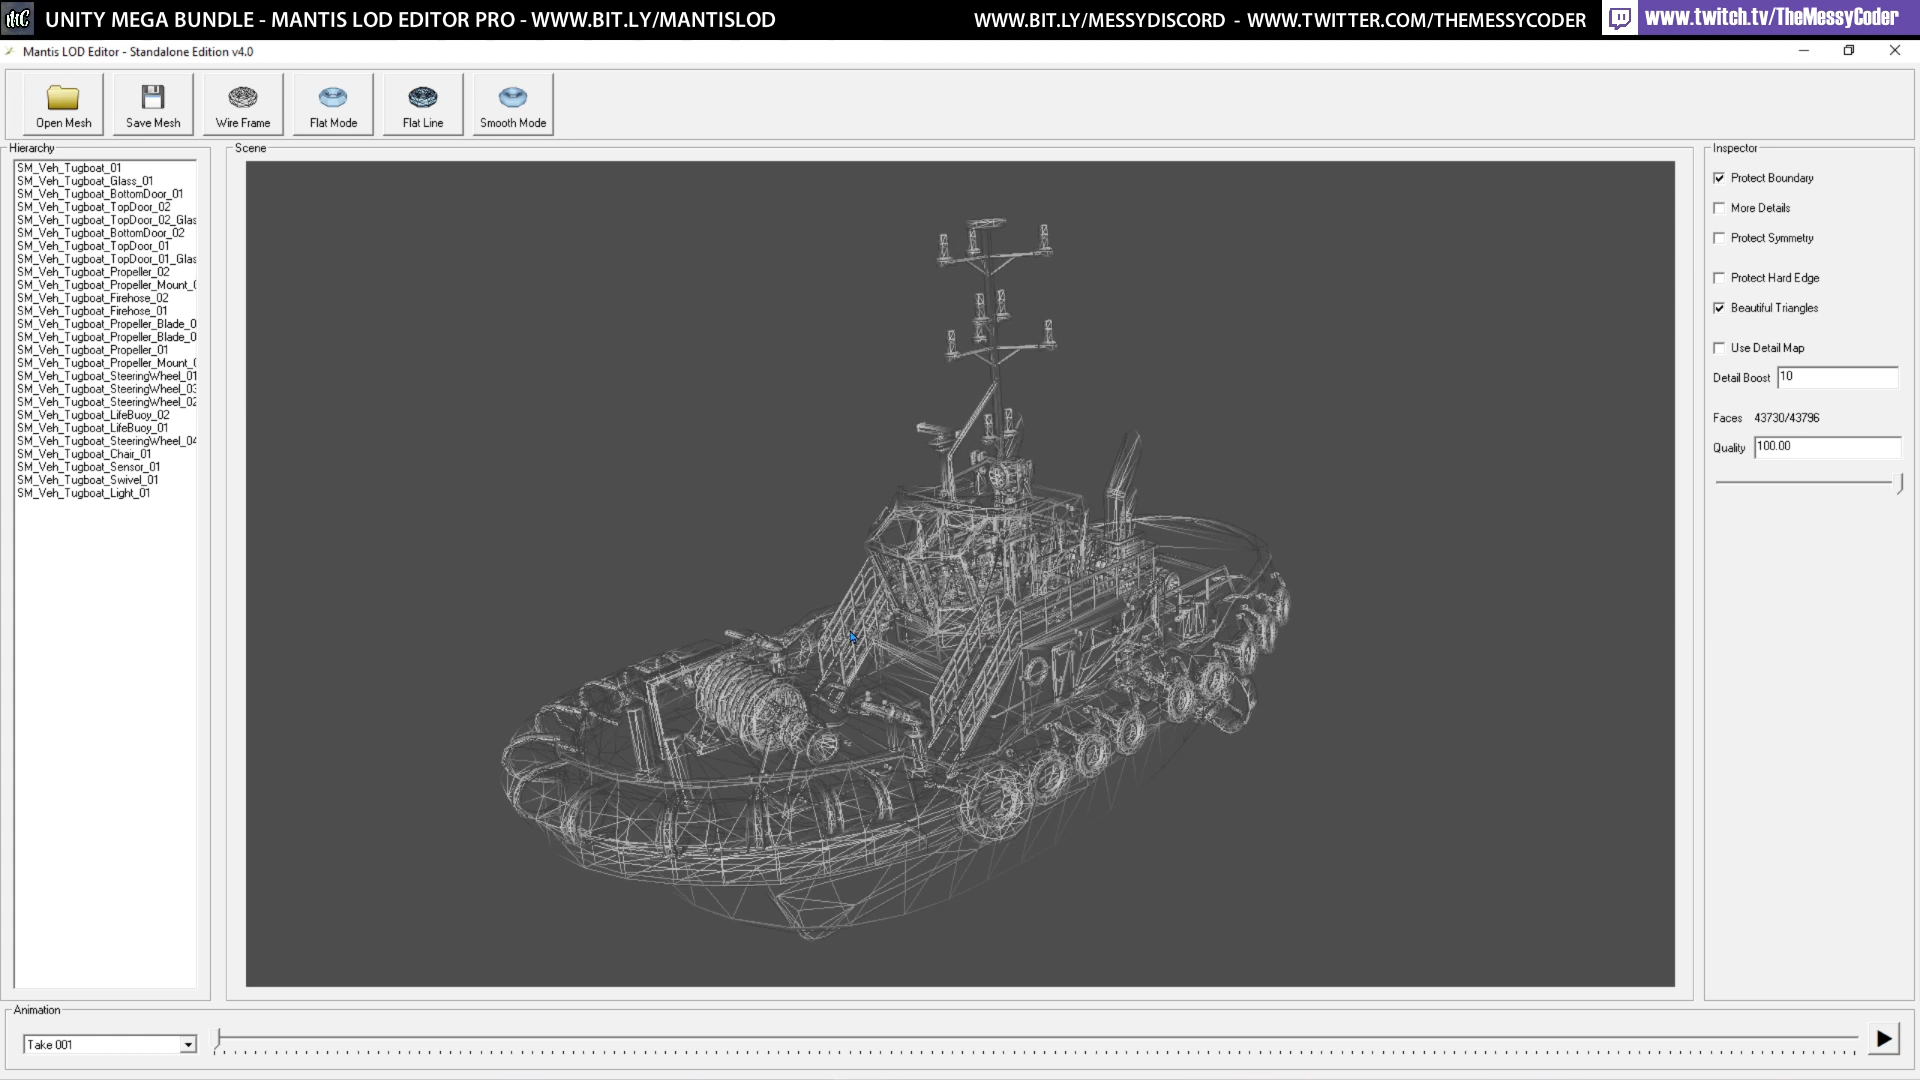 UNITY MEGA BUNDLE - MANTIS LOD EDITOR PRO - WWW.BIT.LY/MANTISLOD
WWW.BIT.LY/MESSYDISCORD - WWW.TWITTER.COM/THEMESSYCODER
www.twitch.tv/TheMessyCoder
Mantis LOD Editor - Standalone Edition v4.0
Open Mesh
Save Mesh
Wire Frame
Flat Mode
Flat Line
Smooth Mode
Hierarchy
SM_Veh_Tugboat_01
SM_Veh_Tugboat_Glass_01
SM_Veh_Tugboat_BottomDoor_01
SM_Veh_Tugboat_TopDoor_02
SM_Veh_Tugboat_TopDoor_02_Glas
SM_Veh_Tugboat_BottomDoor_02
SM_Veh_Tugboat_TopDoor_01
SM_Veh_Tugboat_TopDoor_01_Glas
SM_Veh_Tugboat_Propeller_02
SM_Veh_Tugboat_Propeller_Mount_0
SM_Veh_Tugboat_Firehose_02
SM_Veh_Tugboat_Firehose_01
SM_Veh_Tugboat_Propeller_Blade_0
SM_Veh_Tugboat_Propeller_Blade_0
SM_Veh_Tugboat_Propeller_01
SM_Veh_Tugboat_Propeller_Mount_0
SM_Veh_Tugboat_SteeringWheel_01
SM_Veh_Tugboat_SteeringWheel_03
SM_Veh_Tugboat_SteeringWheel_02
SM_Veh_Tugboat_LifeBuoy_02
SM_Veh_Tugboat_LifeBuoy_01
SM_Veh_Tugboat_SteeringWheel_04
SM_Veh_Tugboat_Chair_01
SM_Veh_Tugboat_Sensor_01
SM_Veh_Tugboat_Swivel_01
SM_Veh_Tugboat_Light_01
Scene
Inspector
Protect Boundary
More Details
Protect Symmetry
Protect Hard Edge
Beautiful Triangles
Use Detail Map
Detail Boost 10
Faces 43730/43796
Quality 100.00
Animation
Take 001